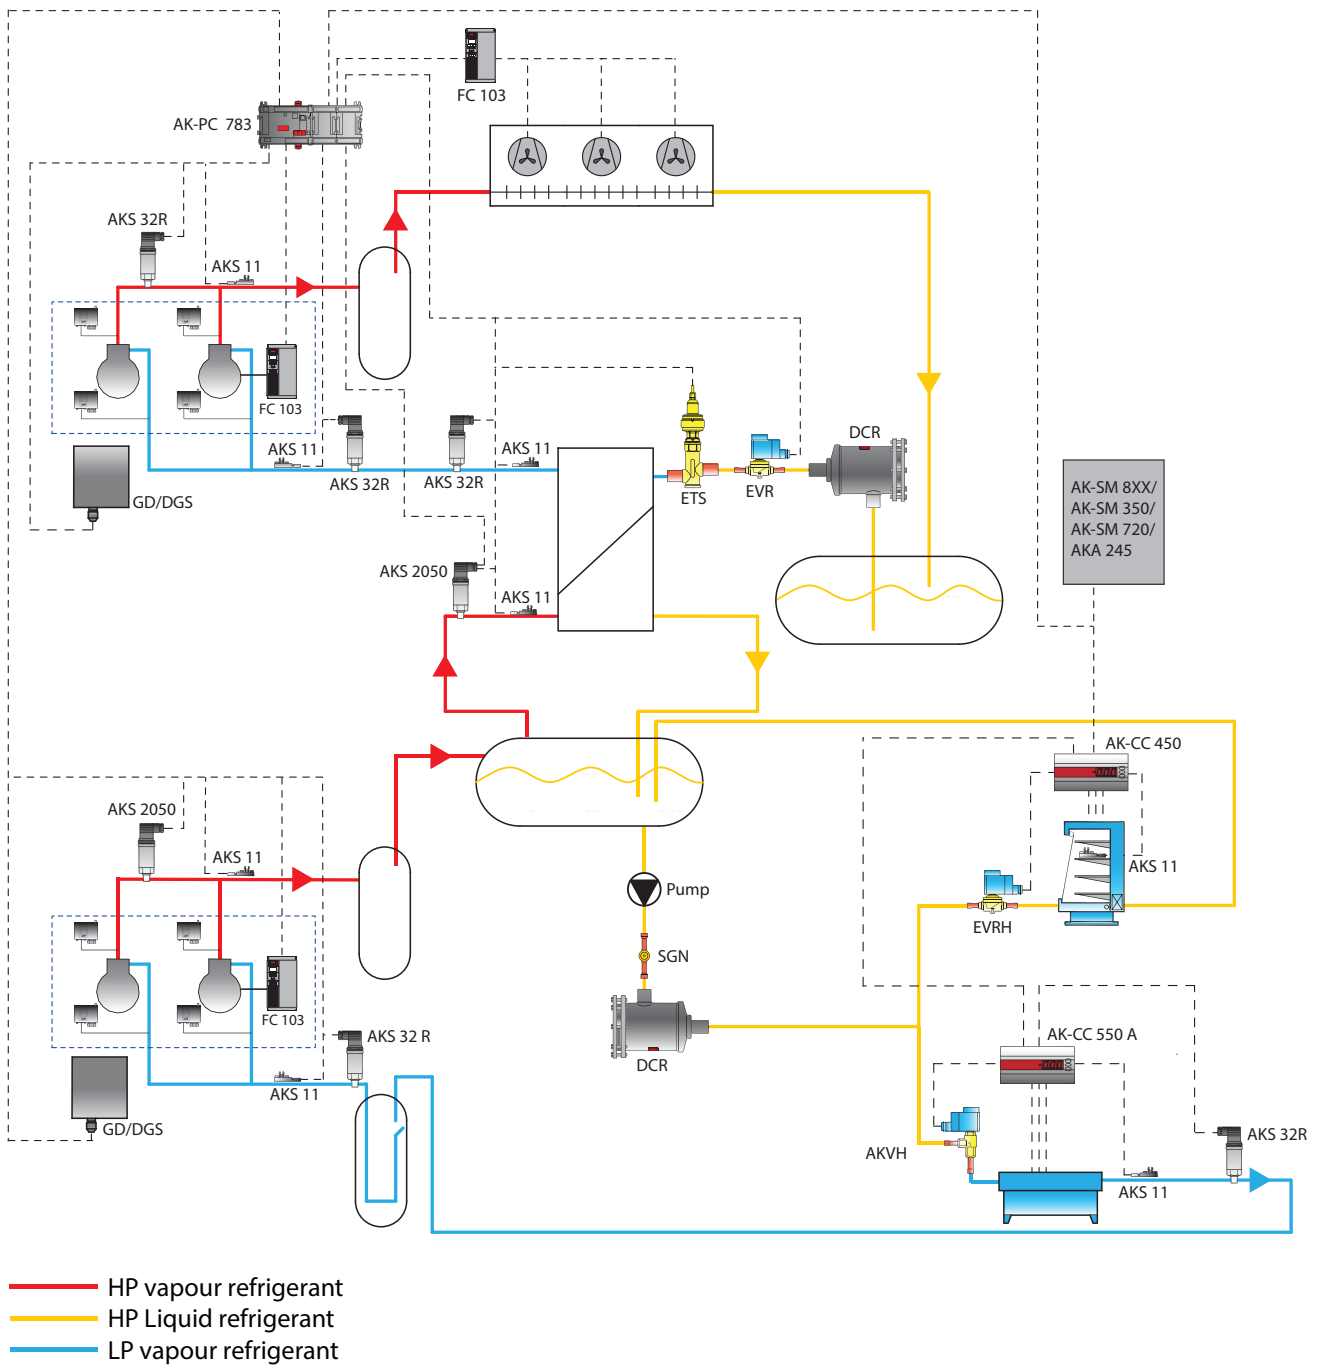 FC 103
AK-PC 783
AKS 32R
AKS 11
FC 103
AKS 11
AKS 32R
AKS 32R
AKS 11
GD/DGS
ETS
EVR
DCR
AK-SM 8XX/
AK-SM 350/
AK-SM 720/
AKA 245
AKS 2050
AKS 11
AK-CC 450
AKS 2050
AKS 11
AKS 11
Pump
EVRH
SGN
FC 103
AKS 32 R
AK-CC 550 A
DCR
AKS 11
GD/DGS
AKVH
AKS 32R
AKS 11
HP vapour refrigerant
HP Liquid refrigerant
LP vapour refrigerant